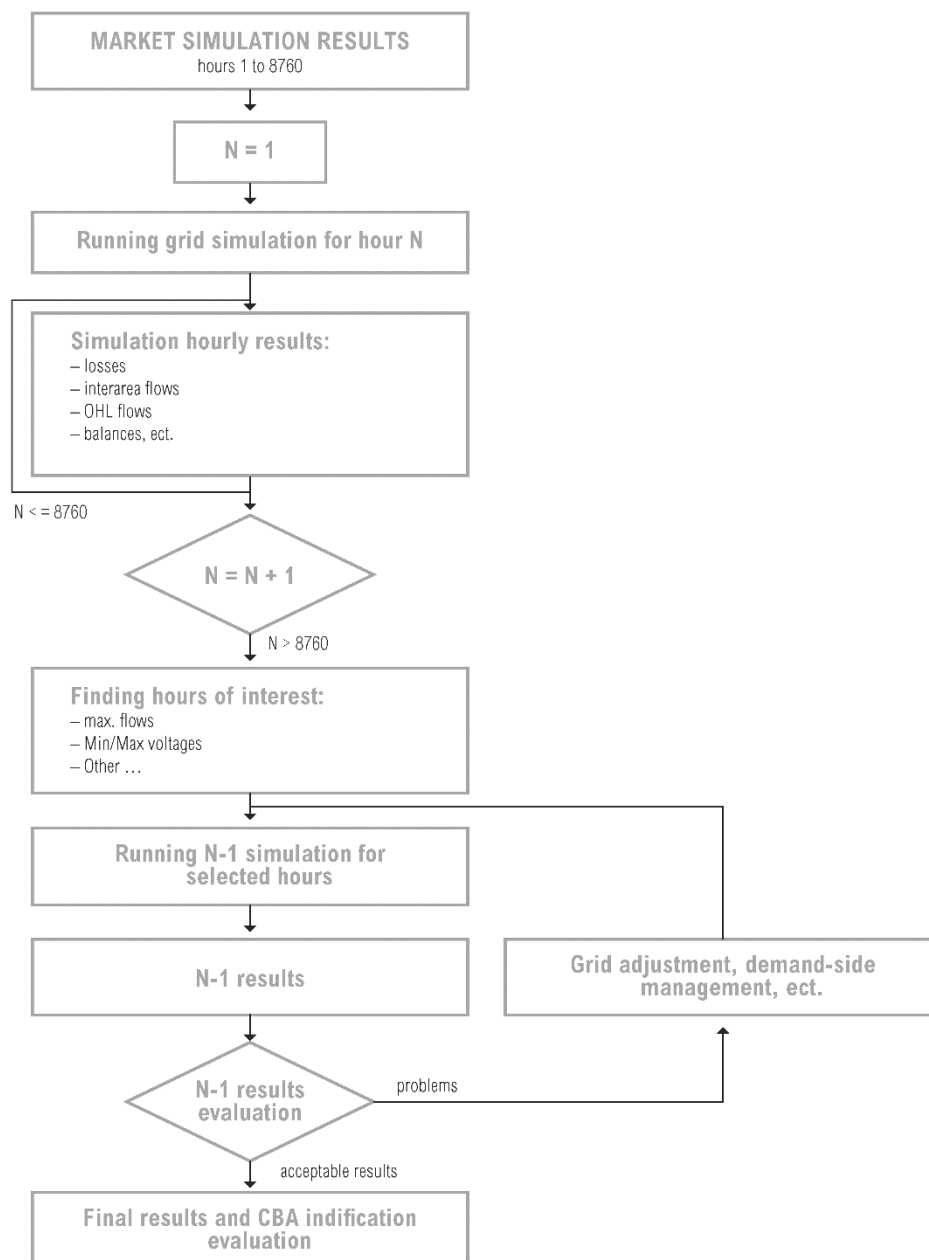 MARKET SIMULATION RESULTS
hours 1 to 8760
N = 1
Running grid simulation for hour N
Simulation hourly results:
– losses
– interarea flows
– OHL flows
– balances, ect.
N < = 8760
N = N + 1
N > 8760
Finding hours of interest:
– max. flows
– Min/Max voltages
– Other …
Running N-1 simulation for
selected hours
N-1 results
Grid adjustment, demand-side
management, ect.
N-1 results
evaluation
problems
acceptable results
Final results and CBA indification
evaluation